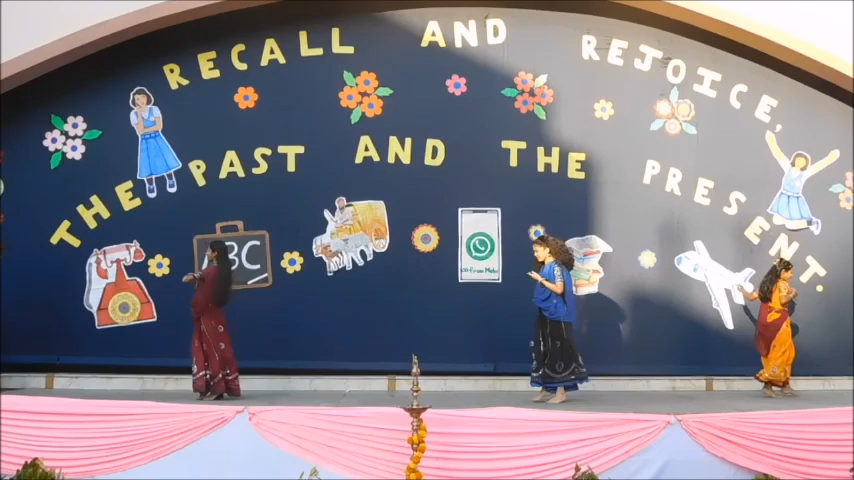 RECALL AND REJOICE,
THE PAST AND THE PRESENT.
ABC